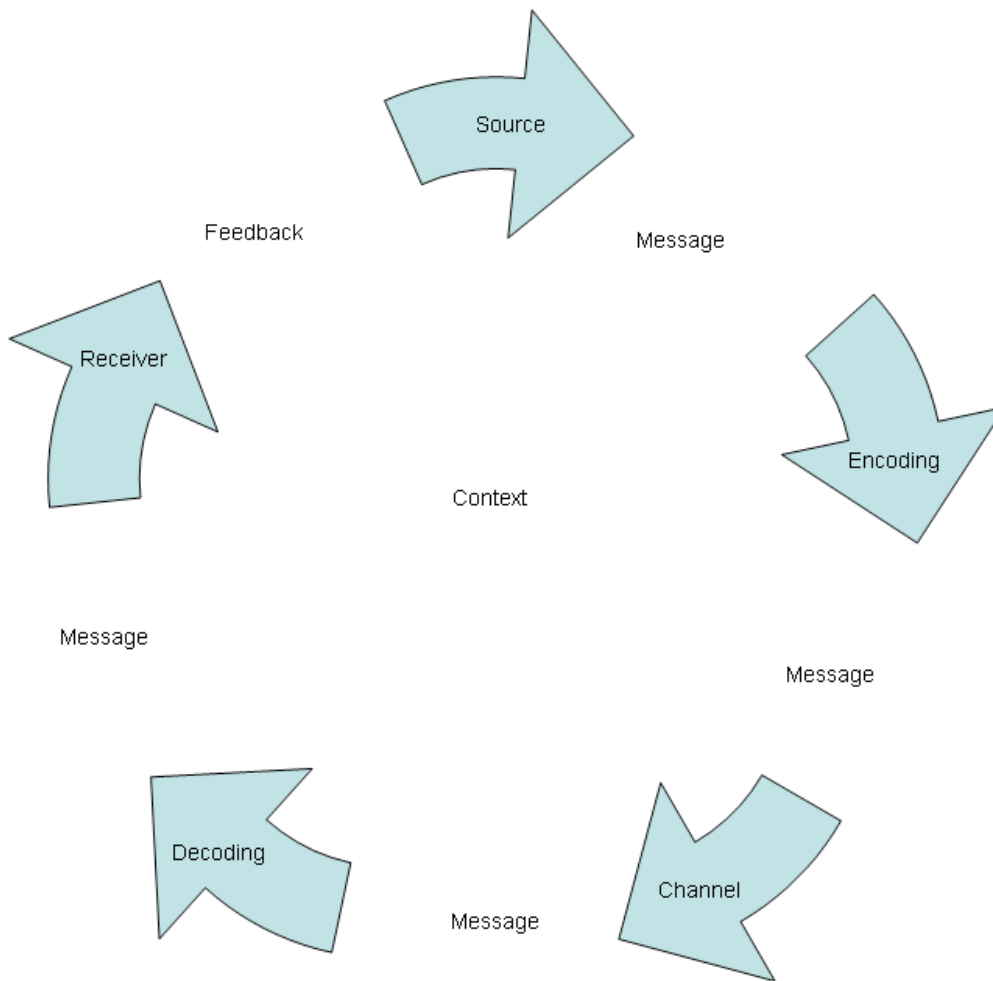 Source
Feedback
Message
Receiver
Encoding
Context
Message
Message
Decoding
Channel
Message